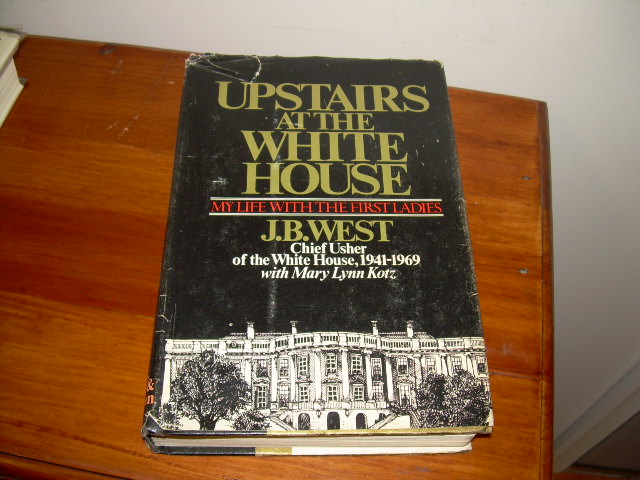 UPSTAIRS
AT THE
WHITE
HOUSE
MY LIFE WITH THE FIRST LADIES
J.B.WEST
Chief Usher
of the White House, 1941-1969
with Mary Lynn Kotz